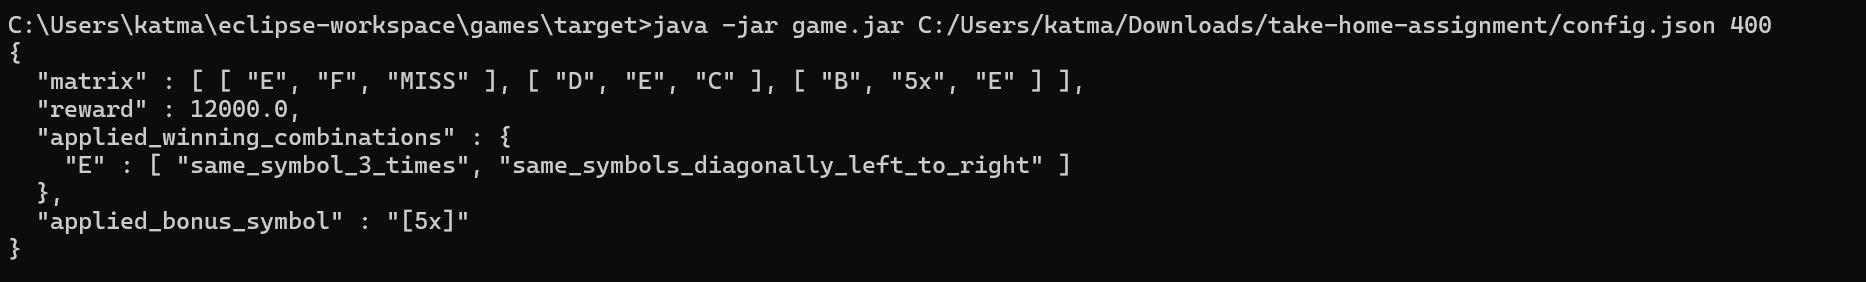 C:\Users\katma\eclipse-workspace\games\target>java -jar game.jar C:/Users/katma/Downloads/take-home-assignment/config.json 400
{
  "matrix" : [ [ "E", "F", "MISS" ], [ "D", "E", "C" ], [ "B", "5x", "E" ] ],
  "reward" : 12000.0,
  "applied_winning_combinations" : {
    "E" : [ "same_symbol_3_times", "same_symbols_diagonally_left_to_right" ]
  },
  "applied_bonus_symbol" : "[5x]"
}